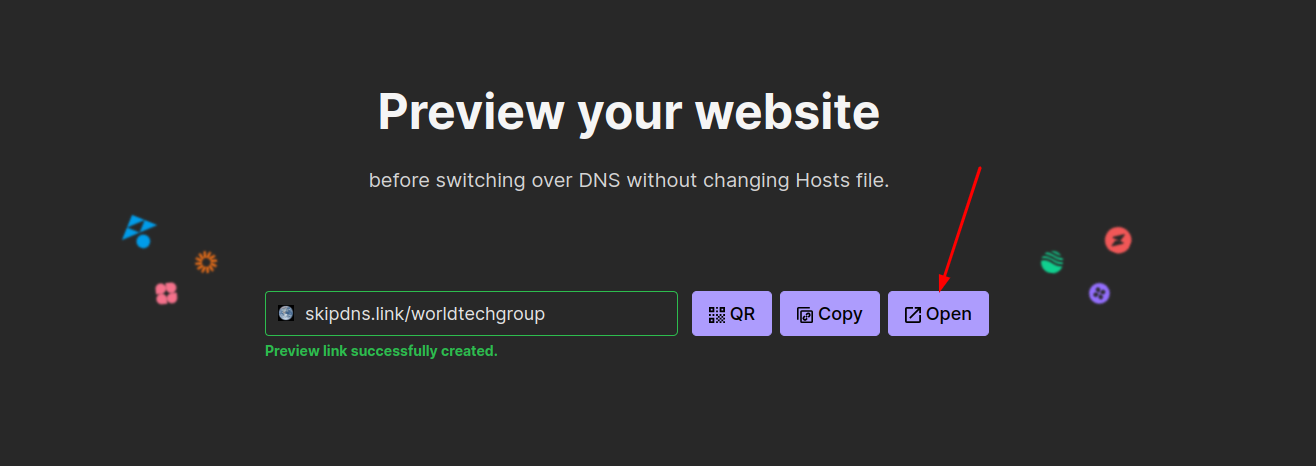 Preview your website
before switching over DNS without changing Hosts file.
skipdns.link/worldtechgroup QR Copy Open
Preview link successfully created.